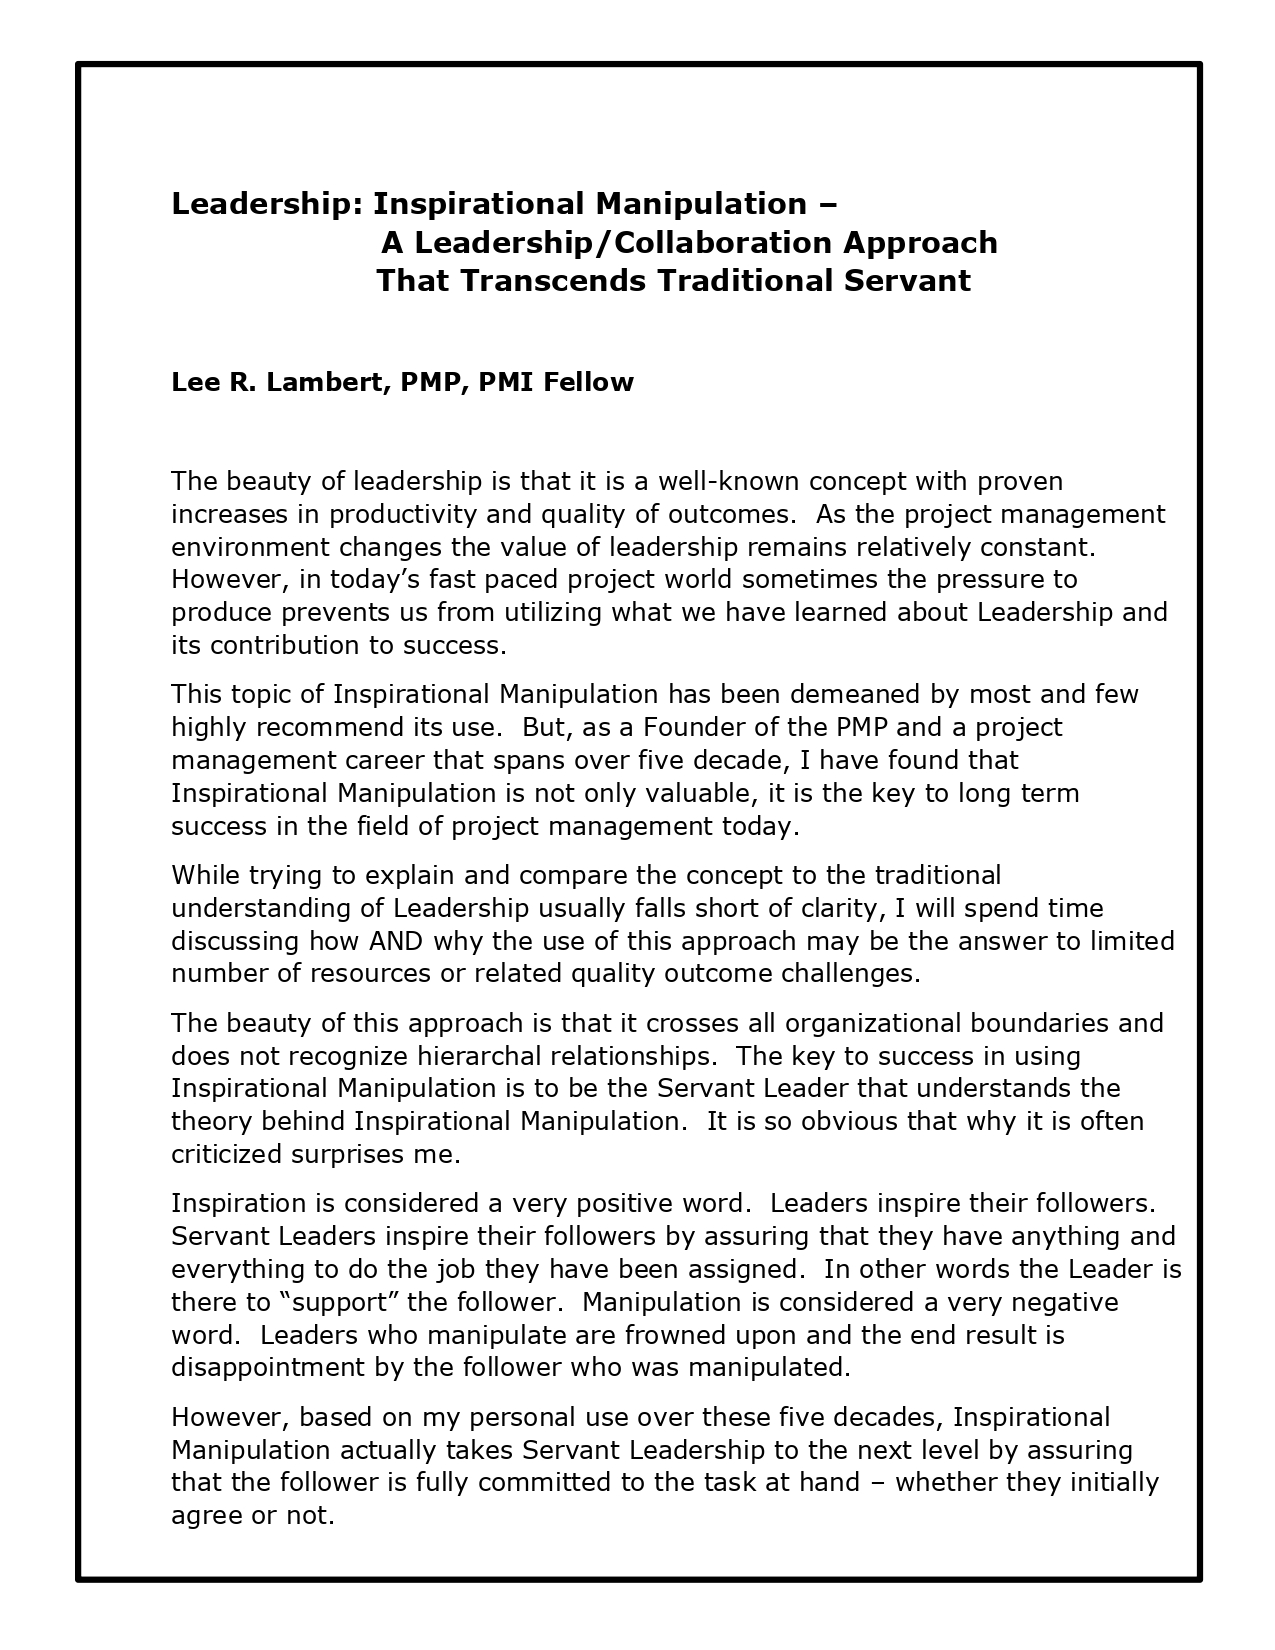 Leadership: Inspirational Manipulation –
A Leadership/Collaboration Approach
That Transcends Traditional Servant
Lee R. Lambert, PMP, PMI Fellow
The beauty of leadership is that it is a well-known concept with proven
increases in productivity and quality of outcomes.  As the project management
environment changes the value of leadership remains relatively constant.
However, in today’s fast paced project world sometimes the pressure to
produce prevents us from utilizing what we have learned about Leadership and
its contribution to success.
This topic of Inspirational Manipulation has been demeaned by most and few
highly recommend its use.  But, as a Founder of the PMP and a project
management career that spans over five decade, I have found that
Inspirational Manipulation is not only valuable, it is the key to long term
success in the field of project management today.
While trying to explain and compare the concept to the traditional
understanding of Leadership usually falls short of clarity, I will spend time
discussing how AND why the use of this approach may be the answer to limited
number of resources or related quality outcome challenges.
The beauty of this approach is that it crosses all organizational boundaries and
does not recognize hierarchal relationships.  The key to success in using
Inspirational Manipulation is to be the Servant Leader that understands the
theory behind Inspirational Manipulation.  It is so obvious that why it is often
criticized surprises me.
Inspiration is considered a very positive word.  Leaders inspire their followers.
Servant Leaders inspire their followers by assuring that they have anything and
everything to do the job they have been assigned.  In other words the Leader is
there to “support” the follower.  Manipulation is considered a very negative
word.  Leaders who manipulate are frowned upon and the end result is
disappointment by the follower who was manipulated.
However, based on my personal use over these five decades, Inspirational
Manipulation actually takes Servant Leadership to the next level by assuring
that the follower is fully committed to the task at hand – whether they initially
agree or not.